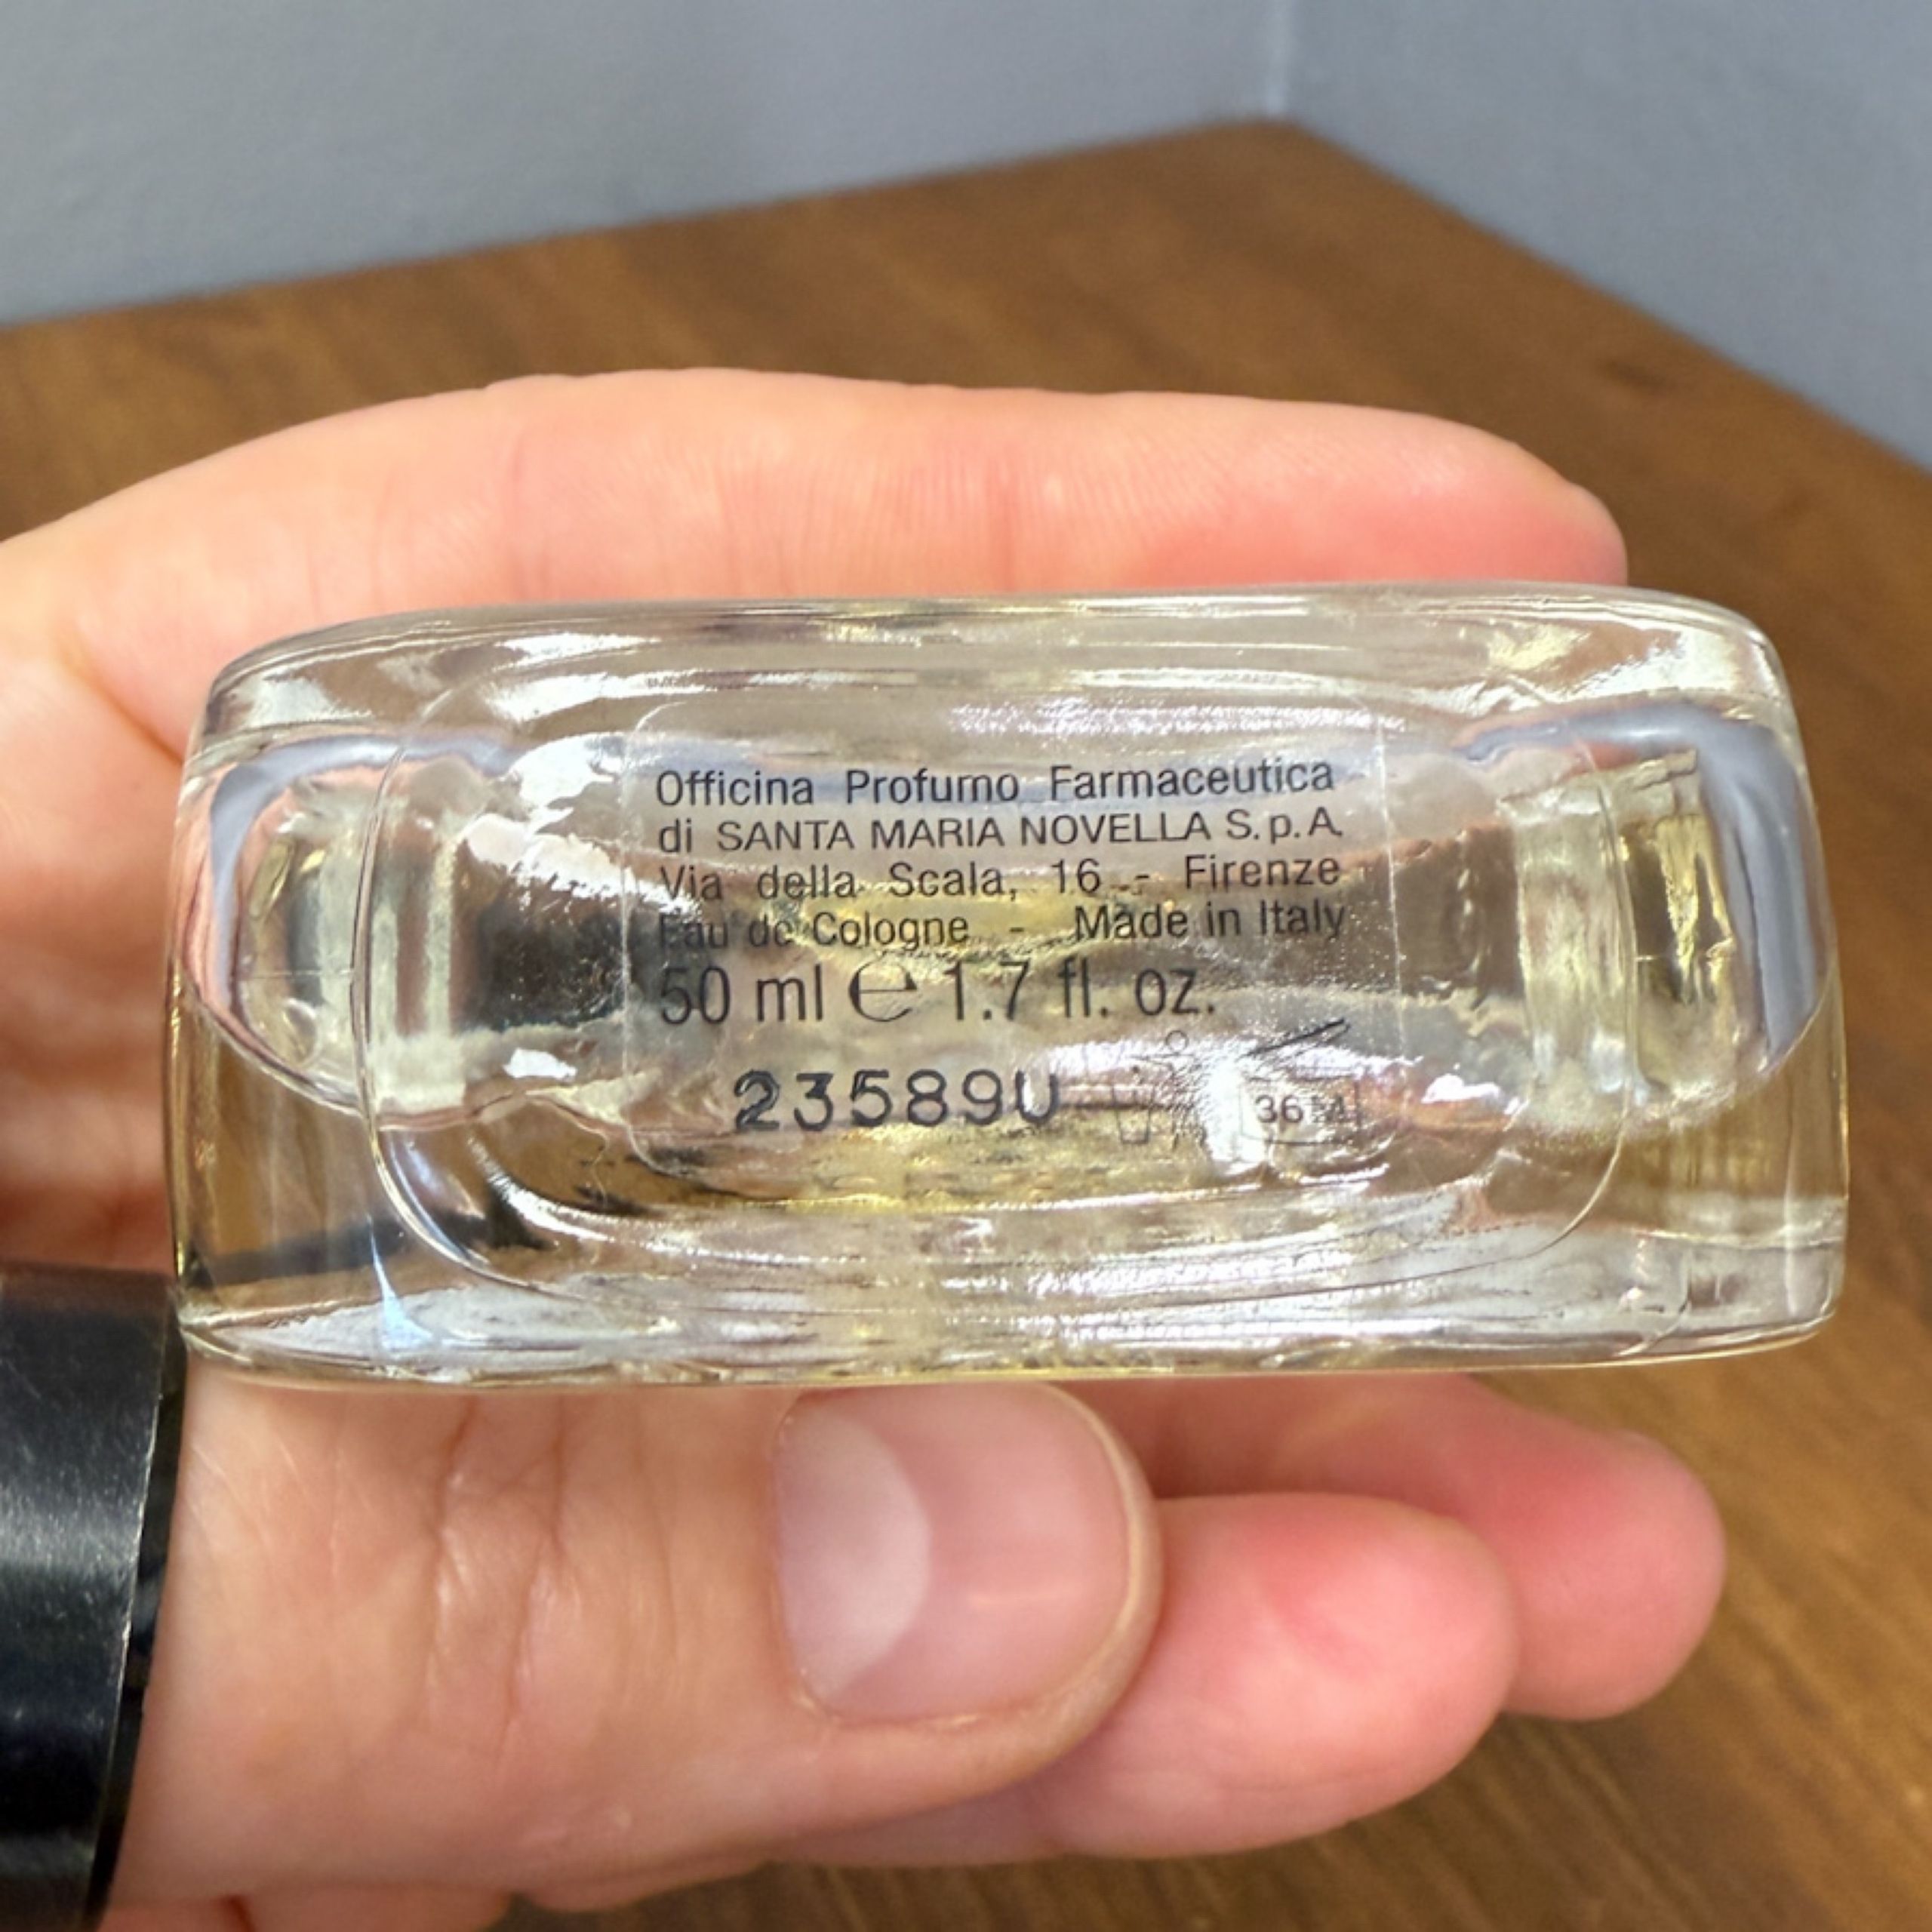 Officina Profumo Farmaceutica
di SANTA MARIA NOVELLA S.p.A.
Via della Scala, 16 - Firenze
Eau de Cologne - Made in Italy
50 ml ℮ 1.7 fl. oz.
23589U
36 M